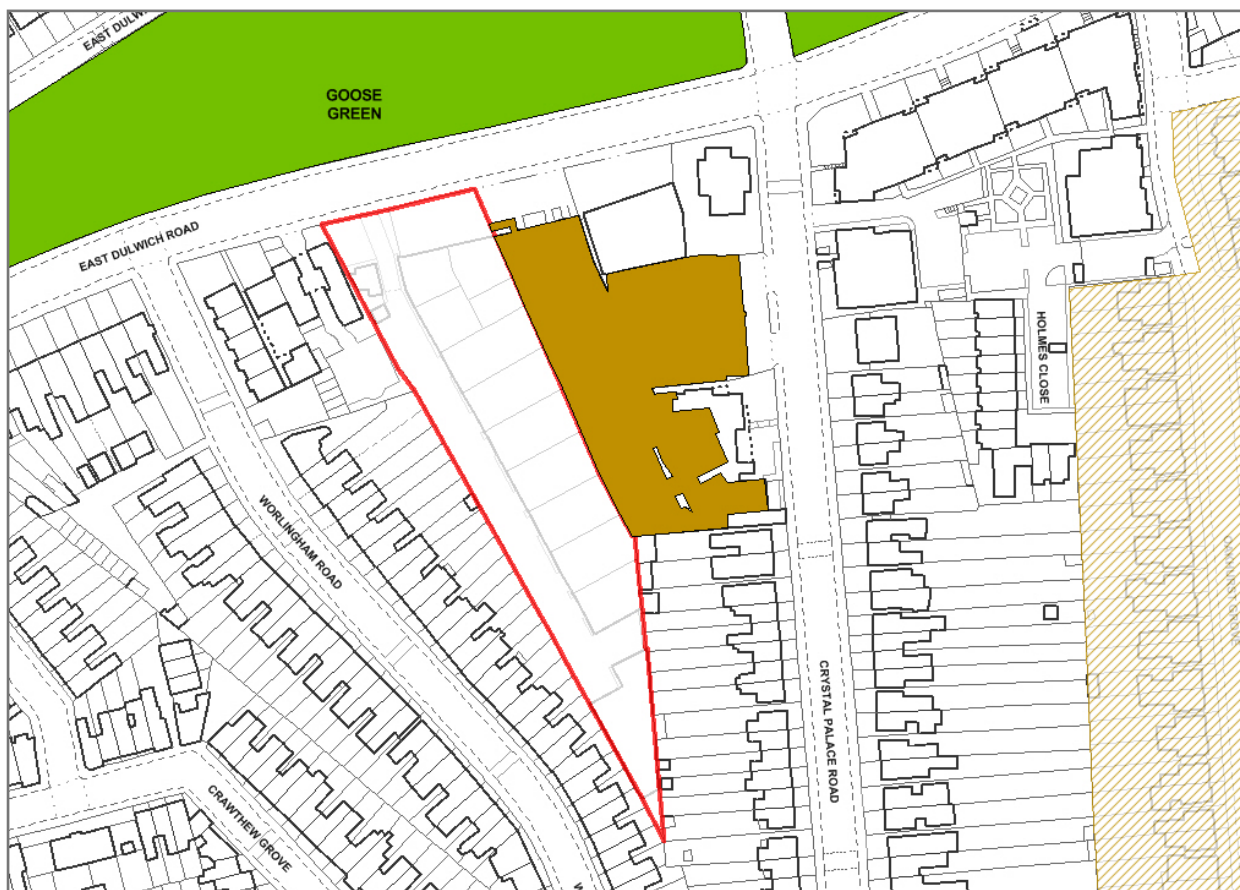 EAST DULWI
GOOSE
GREEN
EAST DULWICH ROAD
HOLMES CLOSE
WORLINGHAM ROAD
CRYSTAL PALACE ROAD
CRAWTHEW GROVE
W